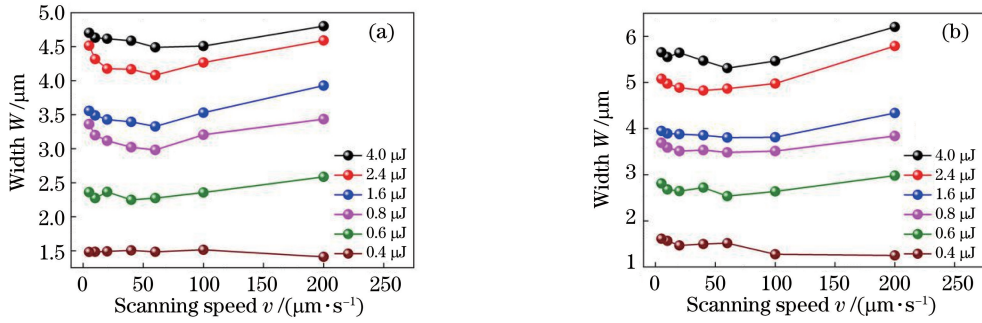 (a)
Width W /μm
5.0
4.5
4.0
3.5
3.0
2.5
2.0
1.5
4.0 μJ
2.4 μJ
1.6 μJ
0.8 μJ
0.6 μJ
0.4 μJ
0 50 100 150 200 250
Scanning speed v /(μm·s⁻¹)
(b)
Width W /μm
6
5
4
3
2
1
4.0 μJ
2.4 μJ
1.6 μJ
0.8 μJ
0.6 μJ
0.4 μJ
0 50 100 150 200 250
Scanning speed v /(μm·s⁻¹)